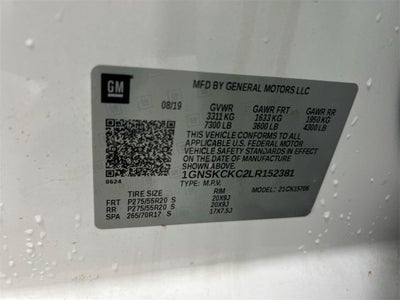 GM
MFD BY GENERAL MOTORS LLC
08/19 GVWR GAWR FRT GAWR RR
3311 KG 1633 KG 1950 KG
7300 LB 3600 LB 4300 LB
THIS VEHICLE CONFORMS TO ALL
APPLICABLE U.S. FEDERAL MOTOR
VEHICLE SAFETY STANDARDS IN EFFECT
ON THE DATE OF MANUFACTURE SHOWN ABOVE.
1GNSKCKC2LR152381
6624 TYPE: M.P.V. 21CK15706
TIRE SIZE RIM
FRT P275/55R20 S 20X9J
RR P275/55R20 S 20X9J
SPA 265/70R17 S 17X7.5J